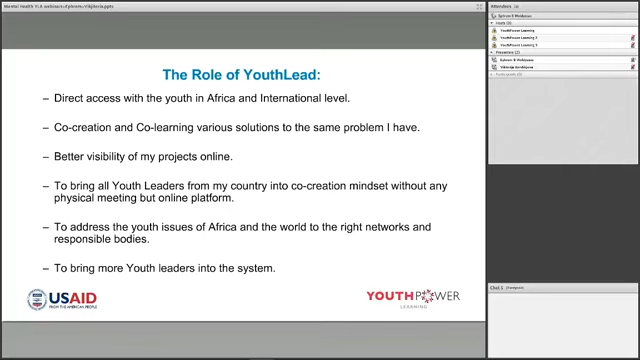 The Role of YouthLead:
– Direct access with the youth in Africa and International level.
– Co-creation and Co-learning various solutions to the same problem I have.
– Better visibility of my projects online.
– To bring all Youth Leaders from my country into co-creation mindset without any
physical meeting but online platform.
– To address the youth issues of Africa and the world to the right networks and
responsible bodies.
– To bring more Youth leaders into the system.
USAID
FROM THE AMERICAN PEOPLE
YOUTHPOWER
LEARNING
Attendees
YouthPower Learning
YouthPower Learning 2
YouthPower Learning 3